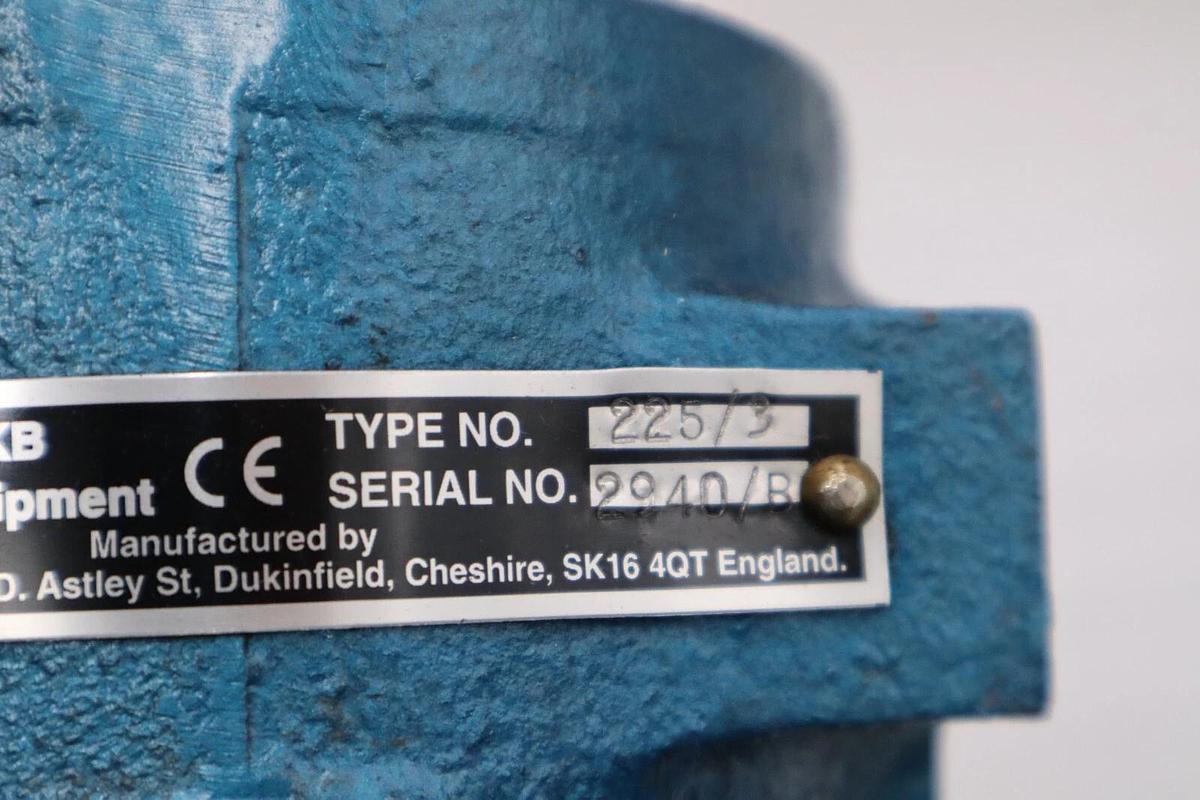 KB
ipment CE TYPE NO. 225/3
SERIAL NO. 2940/B
Manufactured by
D. Astley St, Dukinfield, Cheshire, SK16 4QT England.